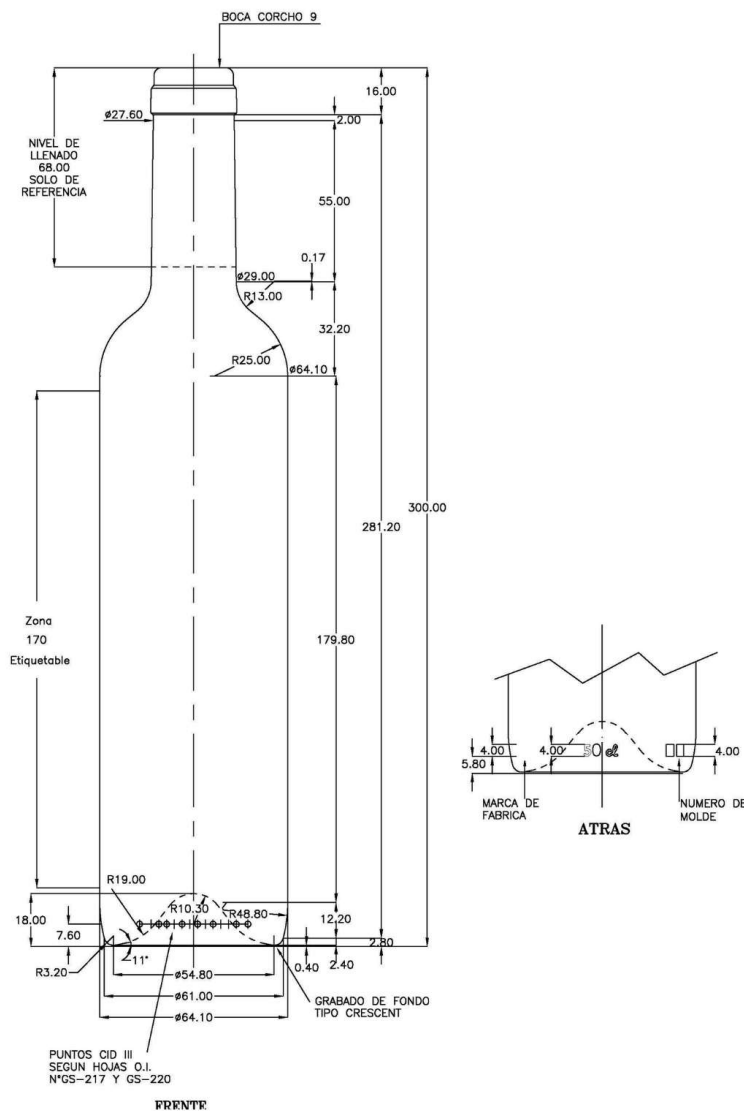 BOCA CORCHO 9
16.00
ø27.60
2.00
NIVEL DE
LLENADO
68.00
SOLO DE
REFERENCIA
55.00
0.17
ø29.00
R13.00
32.20
R25.00
ø64.10
300.00
281.20
Zona
170
Etiquetable
179.80
4.00
4.00
4.00
5.80
MARCA DE
FABRICA
NUMERO DE
MOLDE
ATRAS
R19.00
R10.30
R48.80
18.00
12.20
7.60
2.80
R3.20
11°
0.40
2.40
ø54.80
ø61.00
ø64.10
GRABADO DE FONDO
TIPO CRESCENT
PUNTOS CID III
SEGUN HOJAS O.I.
N°GS-217 Y GS-220
FRENTE